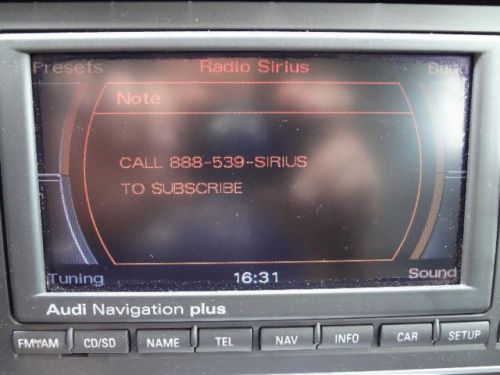 Presets Radio Sirius Band
Note
CALL 888-539-SIRIUS
TO SUBSCRIBE
Tuning 16:31 Sound
Audi Navigation plus
FM/AM CD/SD NAME TEL NAV INFO CAR SETUP